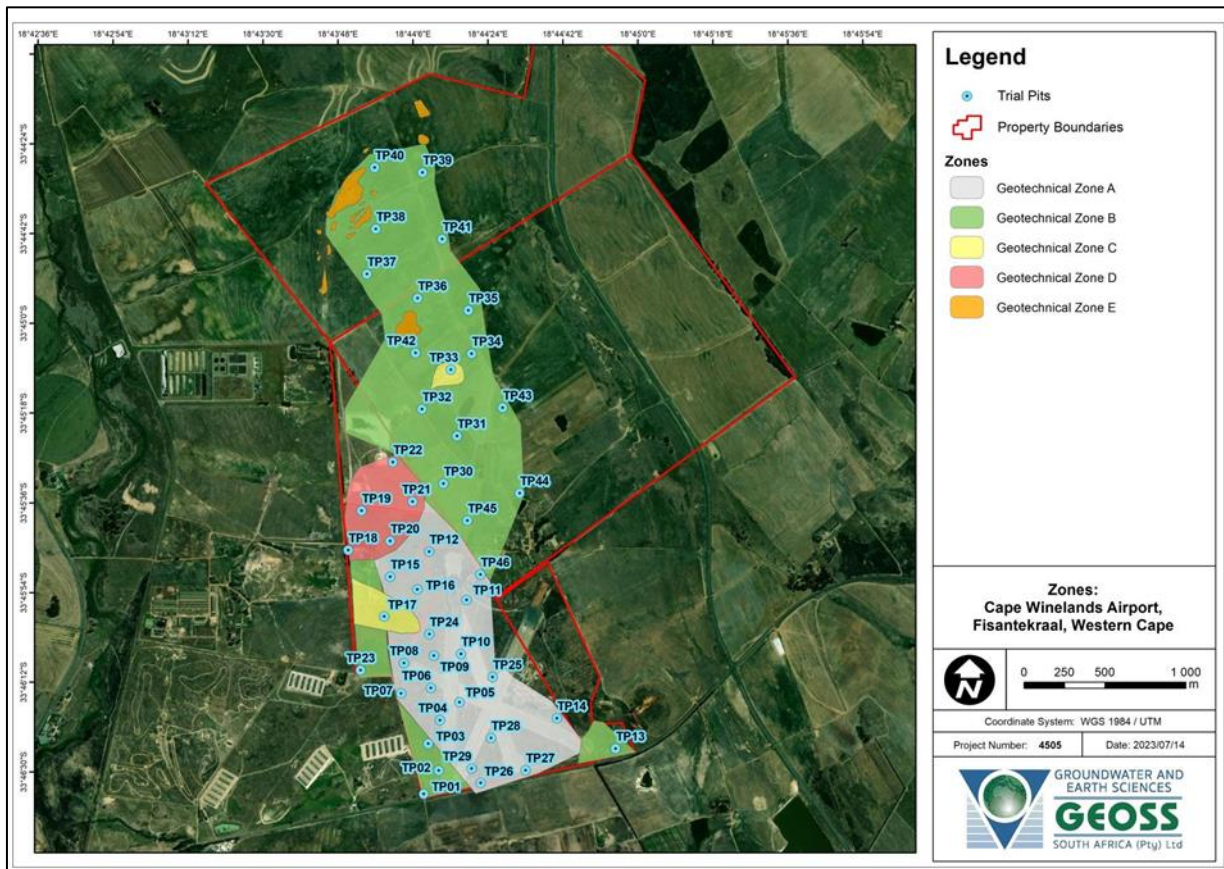 18°42'36"E 18°42'54"E 18°43'12"E 18°43'30"E 18°43'48"E 18°44'6"E 18°44'24"E 18°44'42"E 18°45'0"E 18°45'18"E 18°45'36"E 18°45'54"E
33°44'24"S
33°44'42"S
33°45'0"S
33°45'18"S
33°45'36"S
33°45'54"S
33°46'12"S
33°46'30"S
TP40
TP39
TP38
TP41
TP37
TP36
TP35
TP42
TP34
TP33
TP32
TP43
TP31
TP22
TP30
TP44
TP21
TP19
TP45
TP20
TP18
TP12
TP15
TP46
TP16
TP11
TP17
TP24
TP10
TP08
TP09
TP23
TP25
TP06
TP07
TP05
TP04
TP14
TP28
TP03
TP13
TP29
TP27
TP02
TP26
TP01
Legend
Trial Pits
Property Boundaries
Zones
Geotechnical Zone A
Geotechnical Zone B
Geotechnical Zone C
Geotechnical Zone D
Geotechnical Zone E
Zones:
Cape Winelands Airport,
Fisantekraal, Western Cape
N
0 250 500 1 000
m
Coordinate System: WGS 1984 / UTM
Project Number: 4505 Date: 2023/07/14
GROUNDWATER AND
EARTH SCIENCES
GEOSS
SOUTH AFRICA (Pty) Ltd